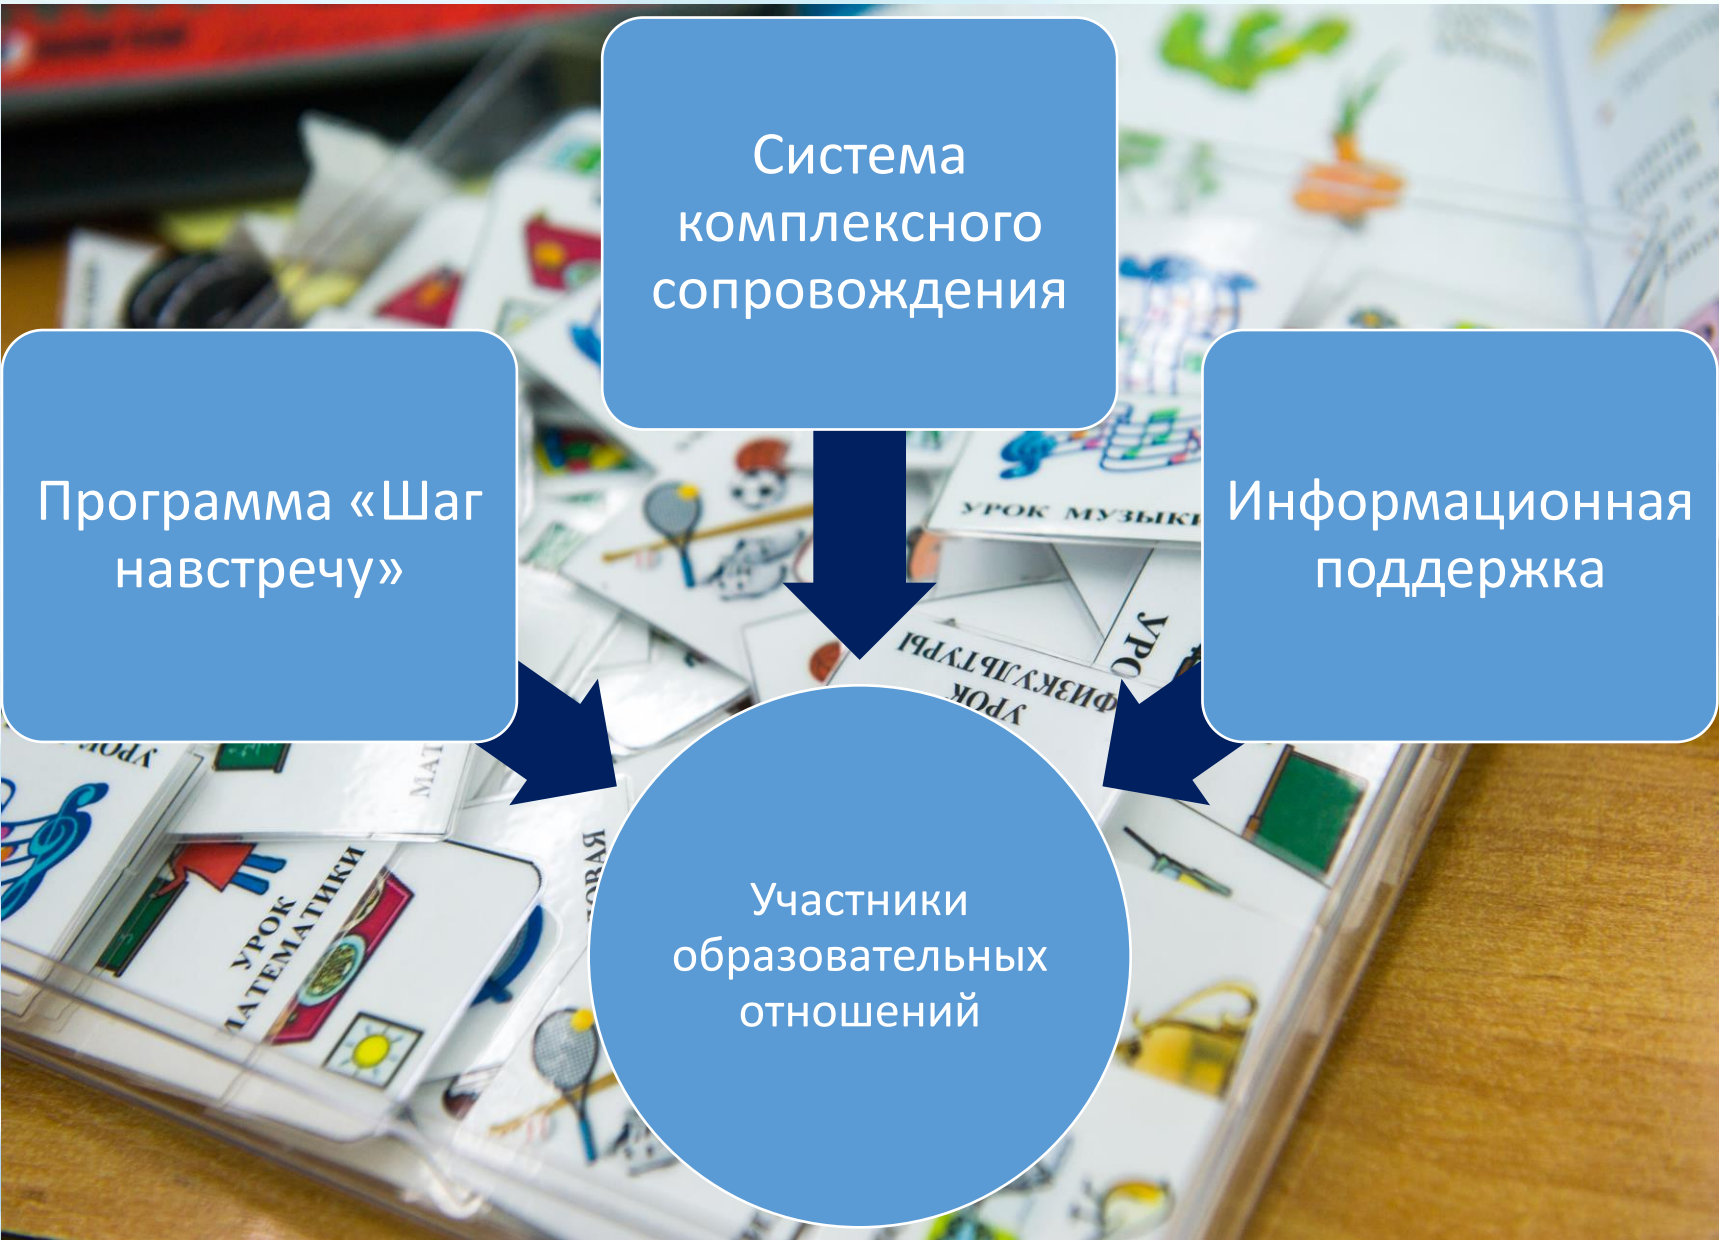 Система
комплексного
сопровождения
Программа «Шаг
навстречу»
Информационная
поддержка
УРОК МУЗЫКИ
УРОК
ФИЗКУЛЬТУРЫ
УРОК
МАТЕМАТИКИ
Участники
образовательных
отношений